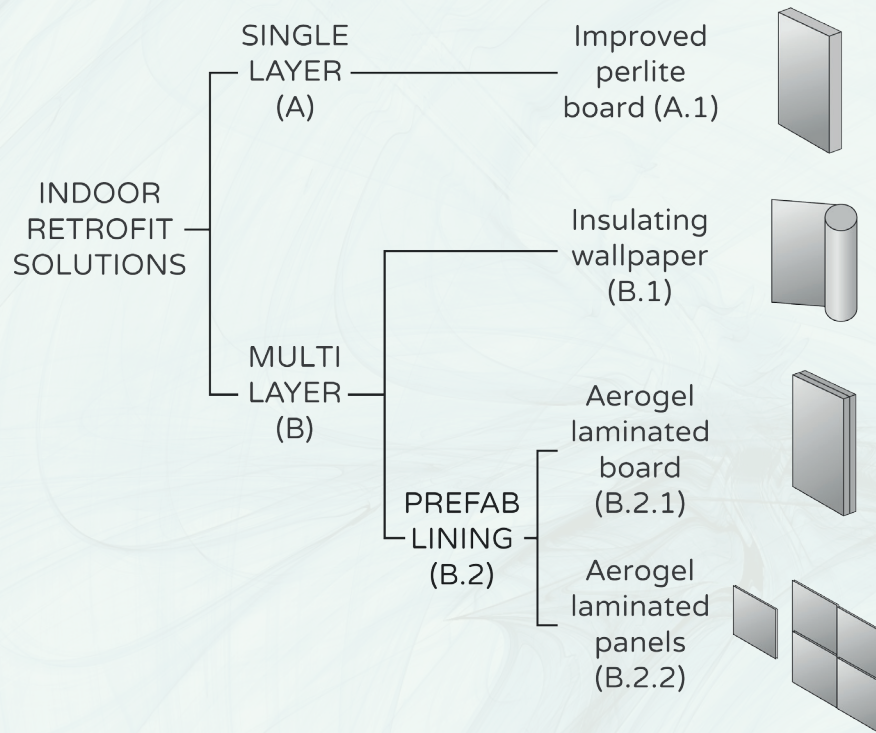 INDOOR
RETROFIT
SOLUTIONS
SINGLE
LAYER
(A)
Improved
perlite
board (A.1)
MULTI
LAYER
(B)
Insulating
wallpaper
(B.1)
PREFAB
LINING
(B.2)
Aerogel
laminated
board
(B.2.1)
Aerogel
laminated
panels
(B.2.2)